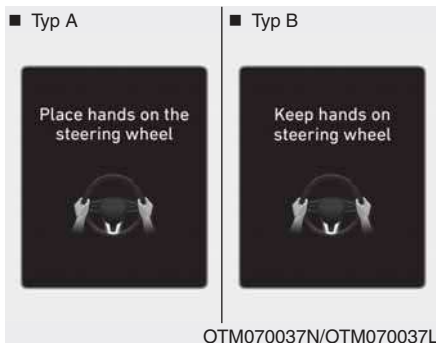 ■ Typ A
Place hands on the
steering wheel
■ Typ B
Keep hands on
steering wheel
OTM070037N/OTM070037L